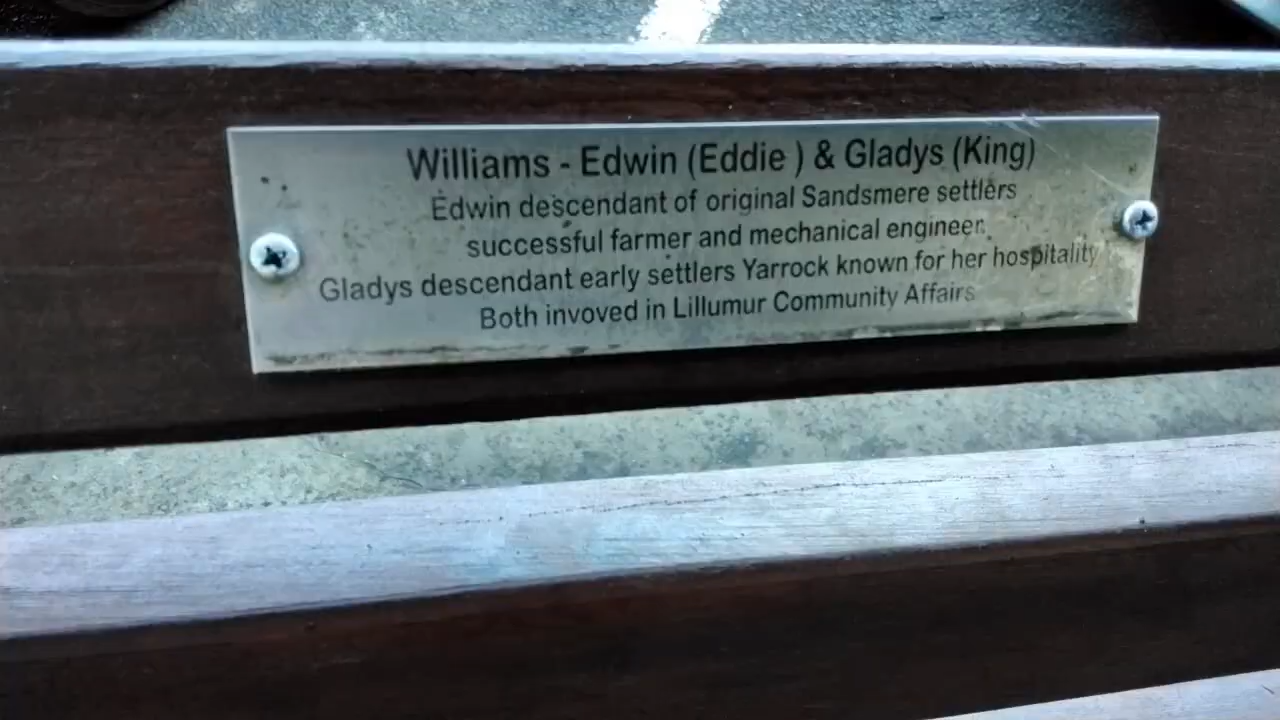 Williams - Edwin (Eddie ) & Gladys (King)
Edwin descendant of original Sandsmere settlers
successful farmer and mechanical engineer.
Gladys descendant early settlers Yarrock known for her hospitality
Both invoved in Lillumur Community Affairs